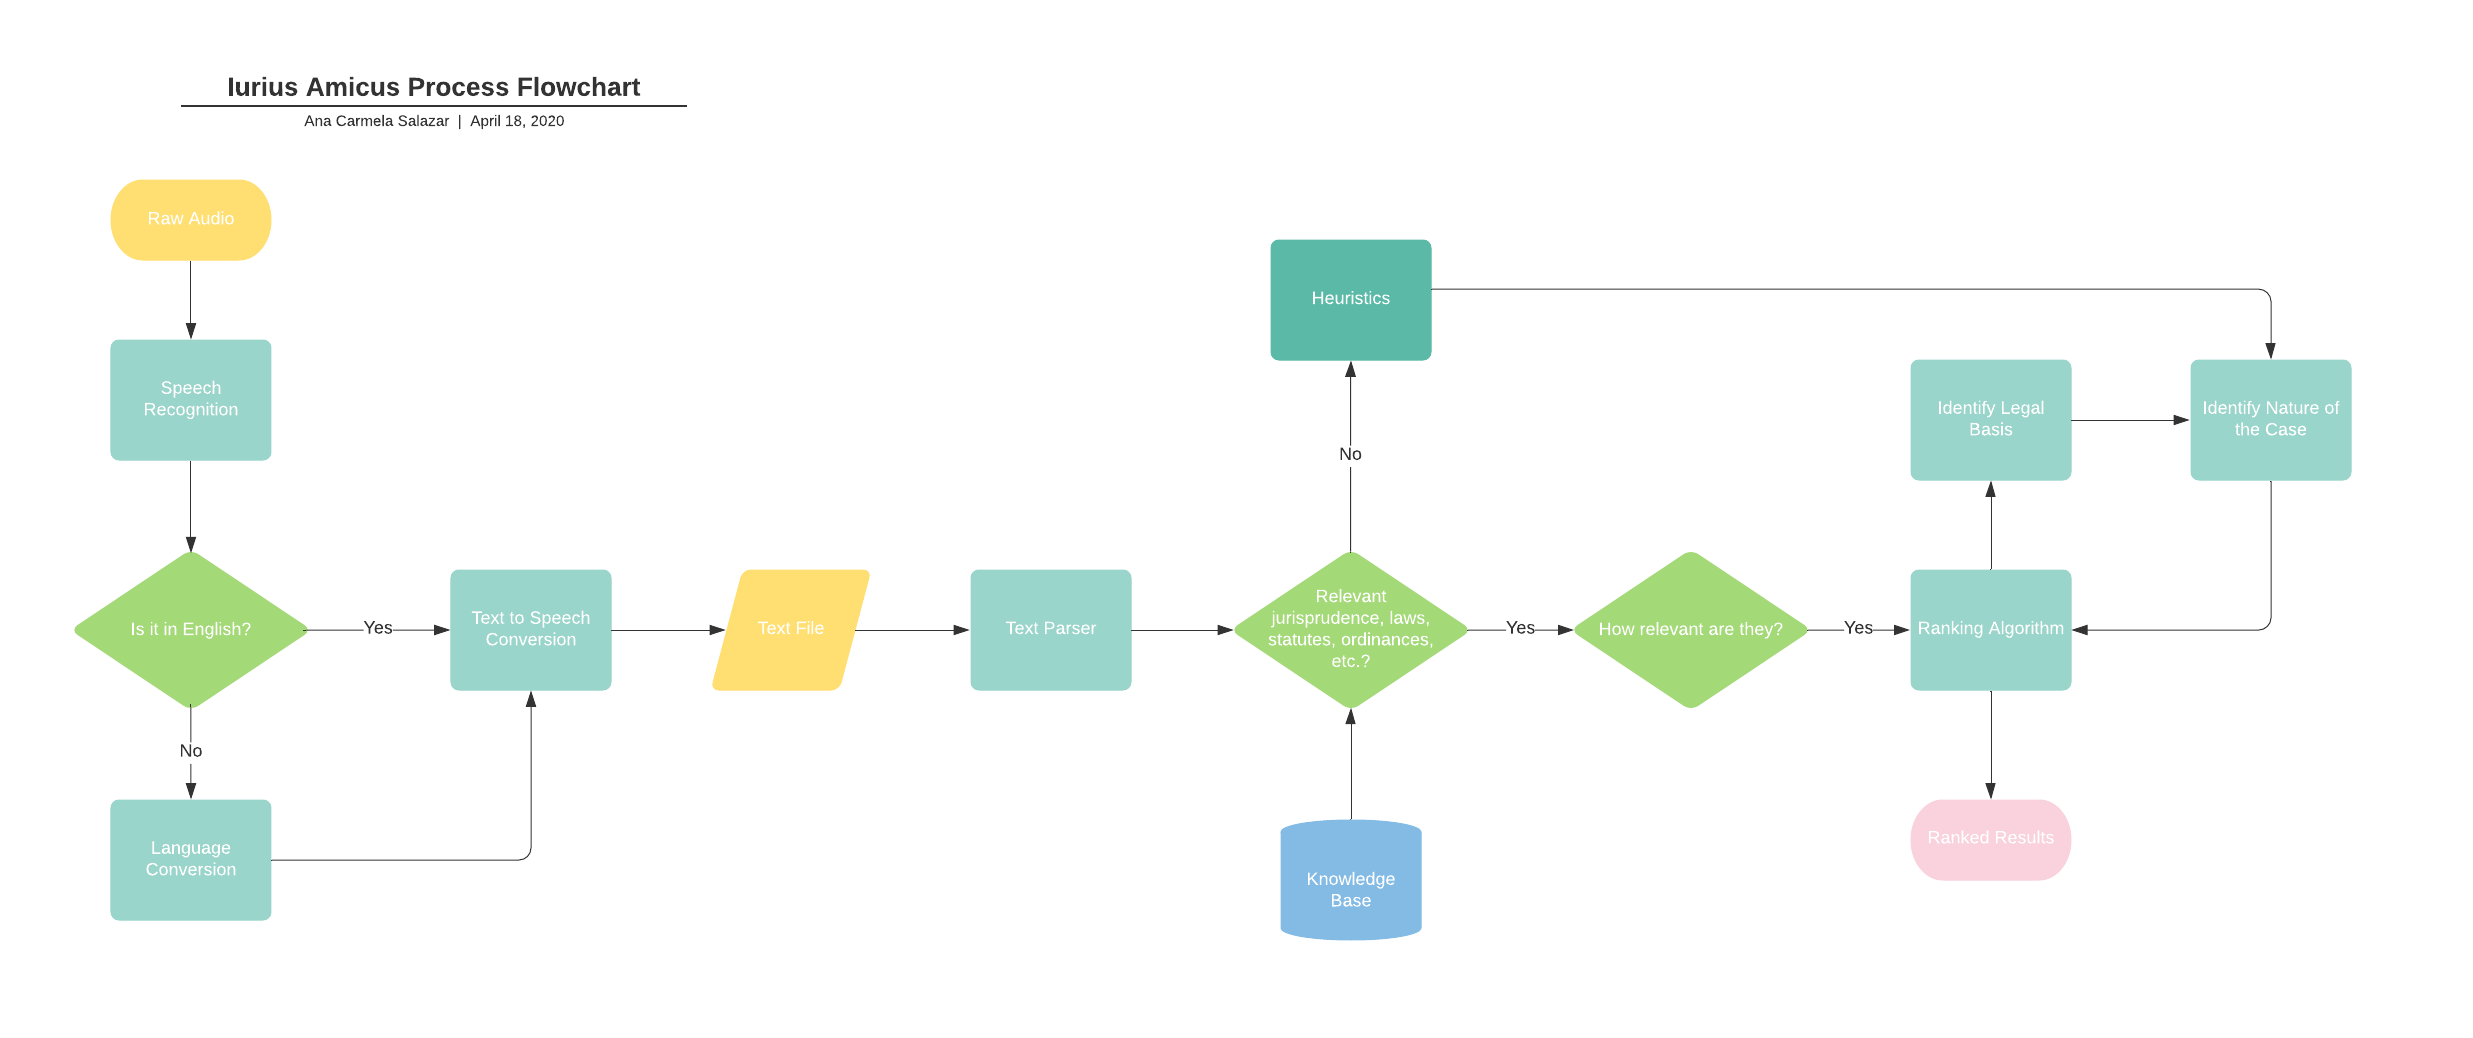 Iurius Amicus Process Flowchart
Ana Carmela Salazar | April 18, 2020
Raw Audio
Speech
Recognition
Is it in English?
Yes
No
Language
Conversion
Text to Speech
Conversion
Text File
Text Parser
Relevant
jurisprudence, laws,
statutes, ordinances,
etc.?
No
Heuristics
Knowledge
Base
Yes
How relevant are they?
Yes
Ranking Algorithm
Identify Legal
Basis
Identify Nature of
the Case
Ranked Results